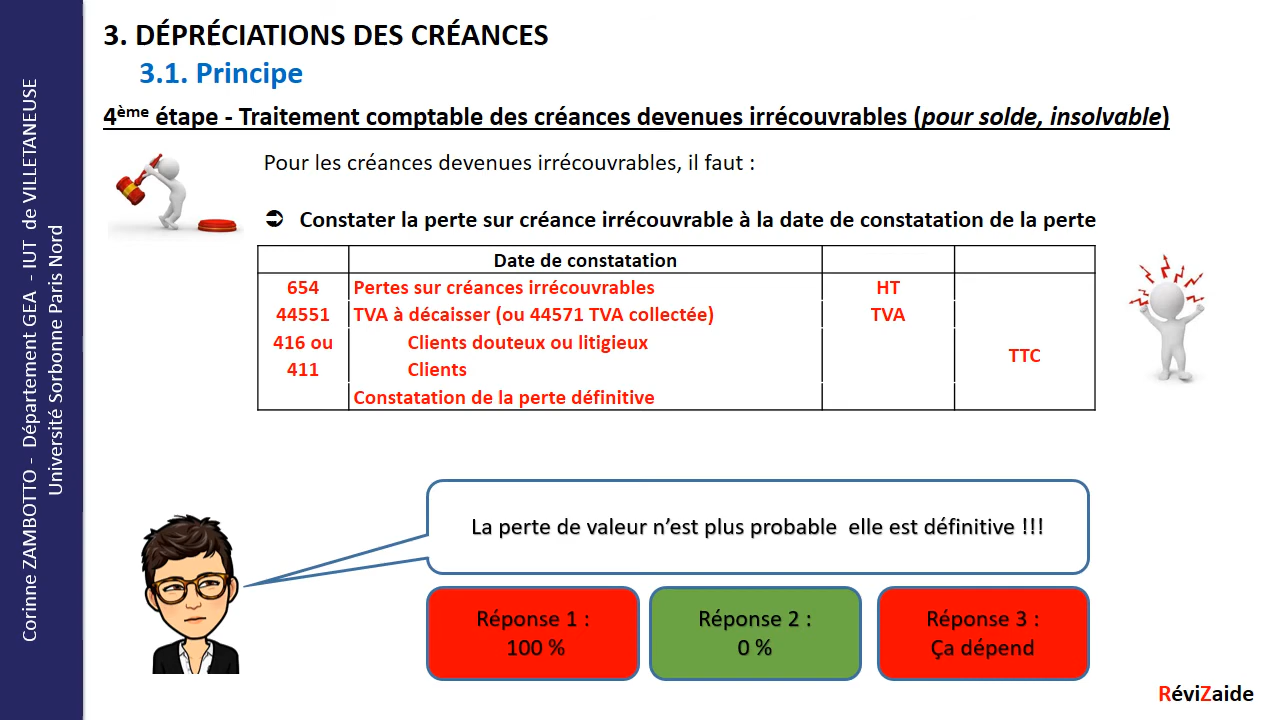 3. DÉPRÉCIATIONS DES CRÉANCES
3.1. Principe
4ème étape - Traitement comptable des créances devenues irrécouvrables (pour solde, insolvable)
Pour les créances devenues irrécouvrables, il faut :
➲ Constater la perte sur créance irrécouvrable à la date de constatation de la perte
Date de constatation
654 Pertes sur créances irrécouvrables HT
44551 TVA à décaisser (ou 44571 TVA collectée) TVA
416 ou Clients douteux ou litigieux
TTC
411 Clients
Constatation de la perte définitive
La perte de valeur n’est plus probable elle est définitive !!!
Réponse 1 :
100 %
Réponse 2 :
0 %
Réponse 3 :
Ça dépend
Corinne ZAMBOTTO - Département GEA - IUT de VILLETANEUSE
Université Sorbonne Paris Nord
RéviZaide